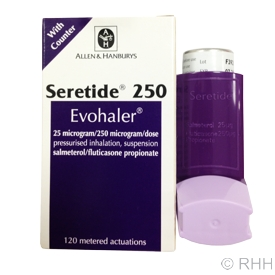 With
Counter
A
H
ALLEN & HANBURYS
Seretide® 250
Evohaler®
25 microgram/250 microgram/dose
pressurised inhalation, suspension
salmeterol/fluticasone propionate
120 metered actuations
Seretide®
© RHH